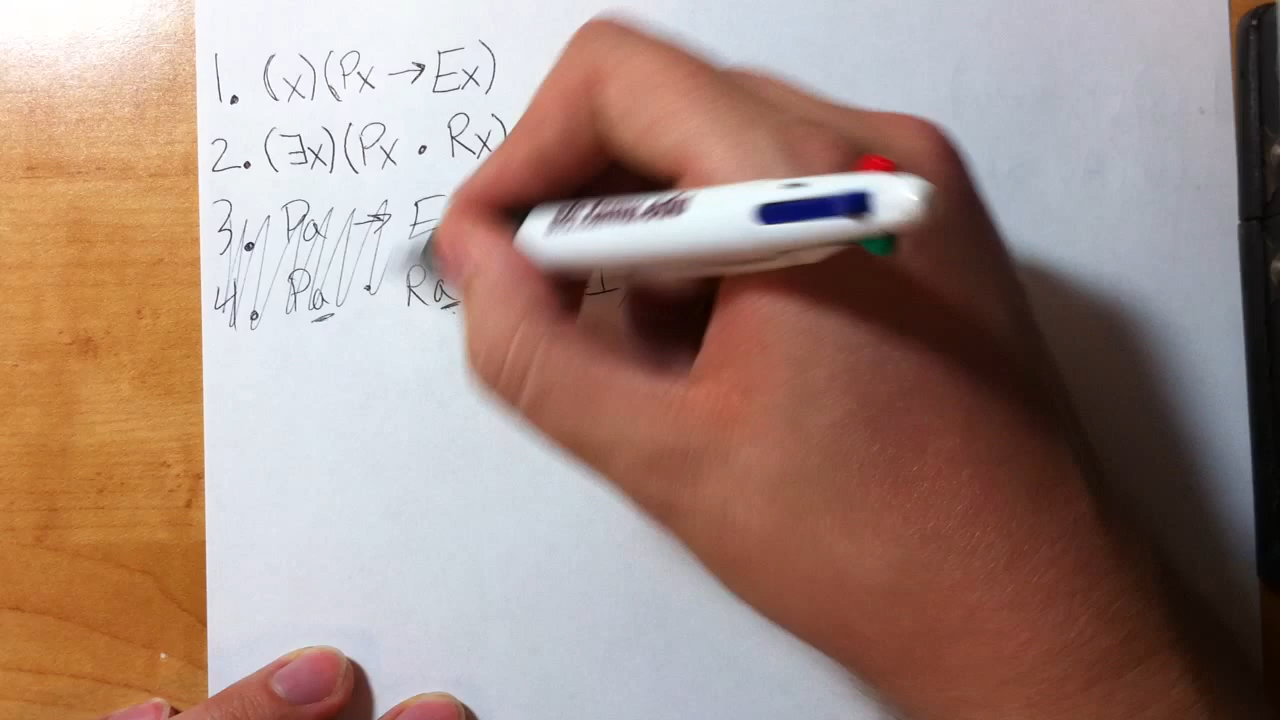 1. (x)(Px → Ex)
2. (∃x)(Px · Rx)
3. Pa → E
4. Pa · Ra